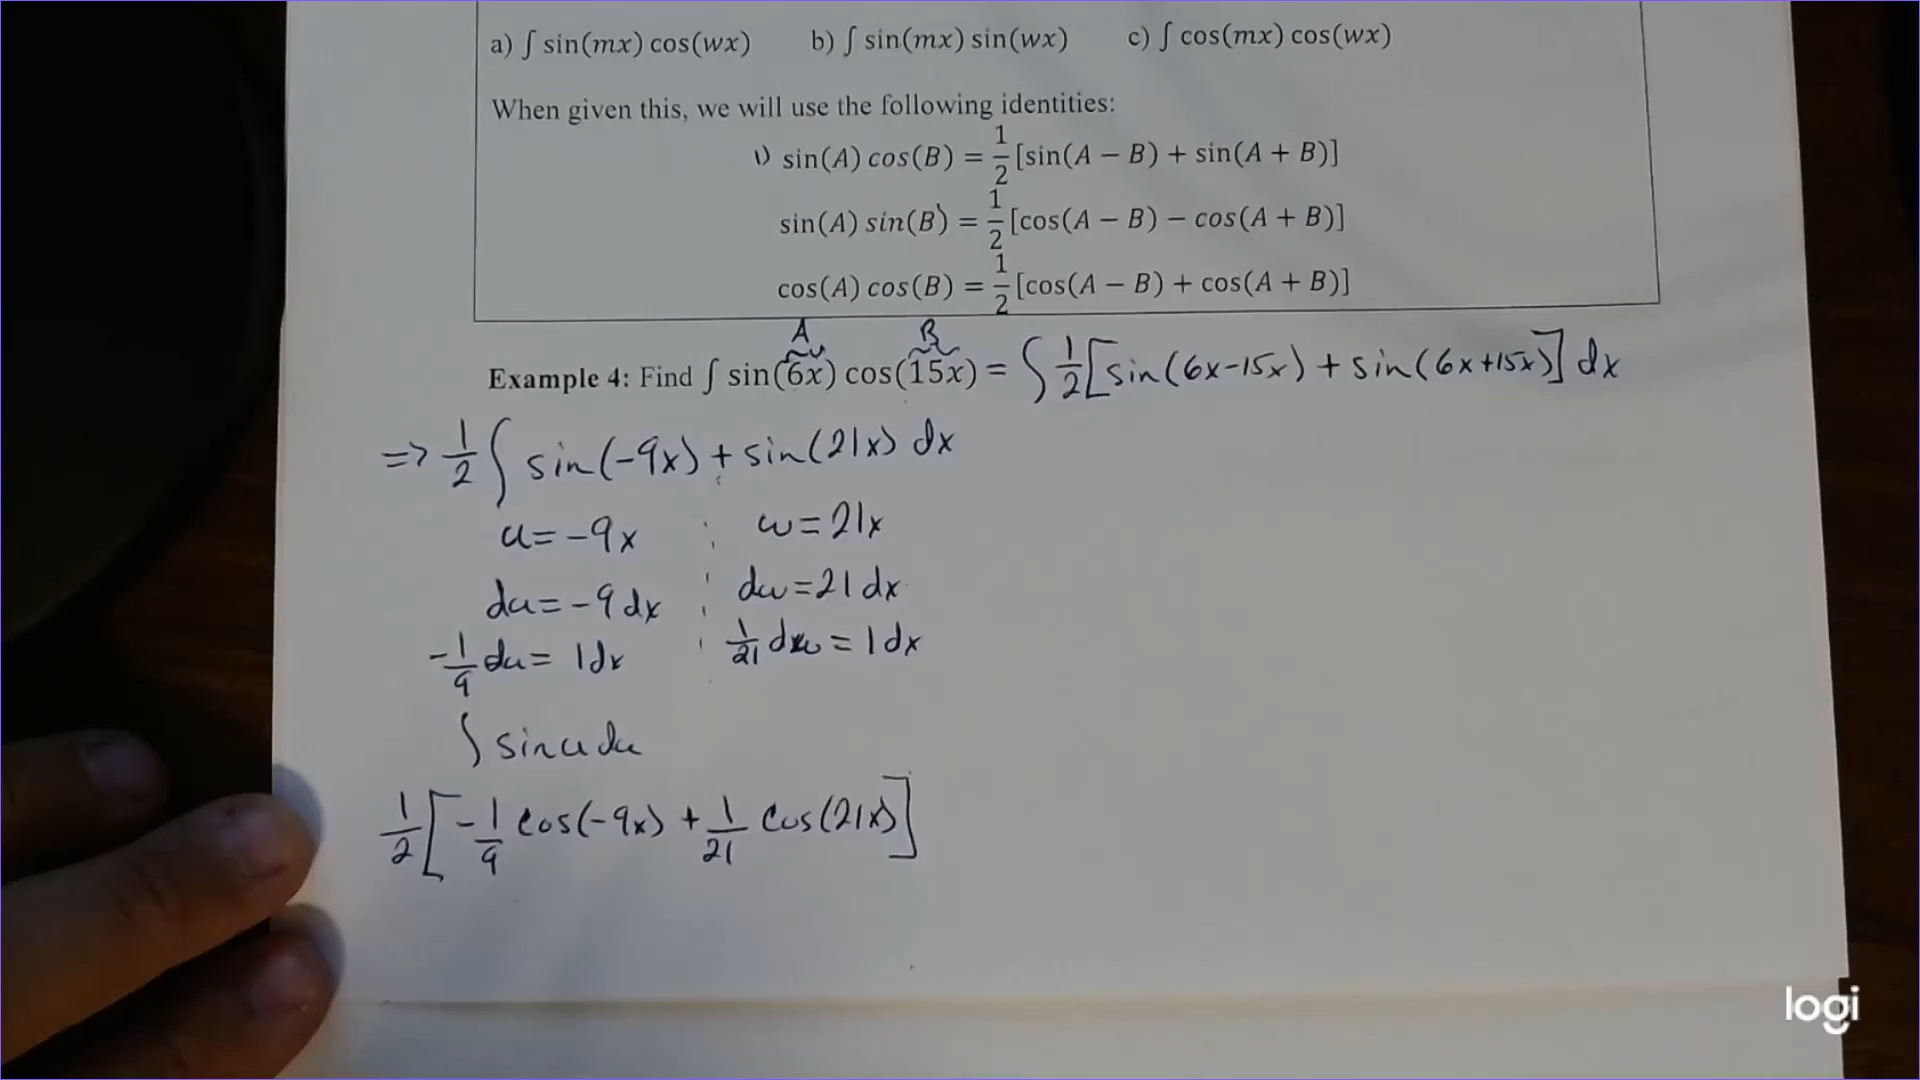 a) ∫ sin(mx) cos(wx) b) ∫ sin(mx) sin(wx) c) ∫ cos(mx) cos(wx)
When given this, we will use the following identities:
1) sin(A) cos(B) = 1/2 [sin(A − B) + sin(A + B)]
sin(A) sin(B) = 1/2 [cos(A − B) − cos(A + B)]
cos(A) cos(B) = 1/2 [cos(A − B) + cos(A + B)]
A B
Example 4: Find ∫ sin(6x) cos(15x) = ∫ 1/2 [sin(6x-15x) + sin(6x+15x)] dx
=> 1/2 ∫ sin(-9x) + sin(21x) dx
u = -9x w = 21x
du = -9 dx dw = 21 dx
-1/9 du = 1dx 1/21 dw = 1 dx
∫ sin u du
1/2 [ -1/9 cos(-9x) + 1/21 cos(21x) ]
logi